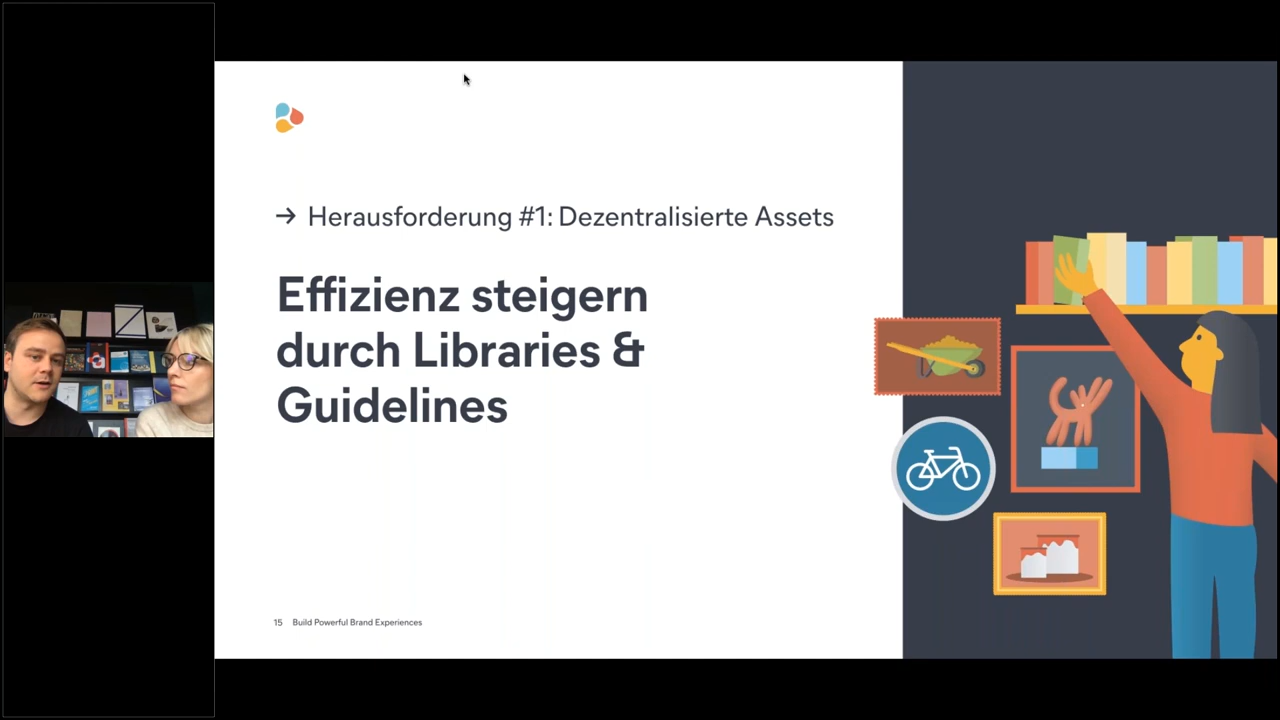 → Herausforderung #1: Dezentralisierte Assets
Effizienz steigern
durch Libraries &
Guidelines
15 Build Powerful Brand Experiences